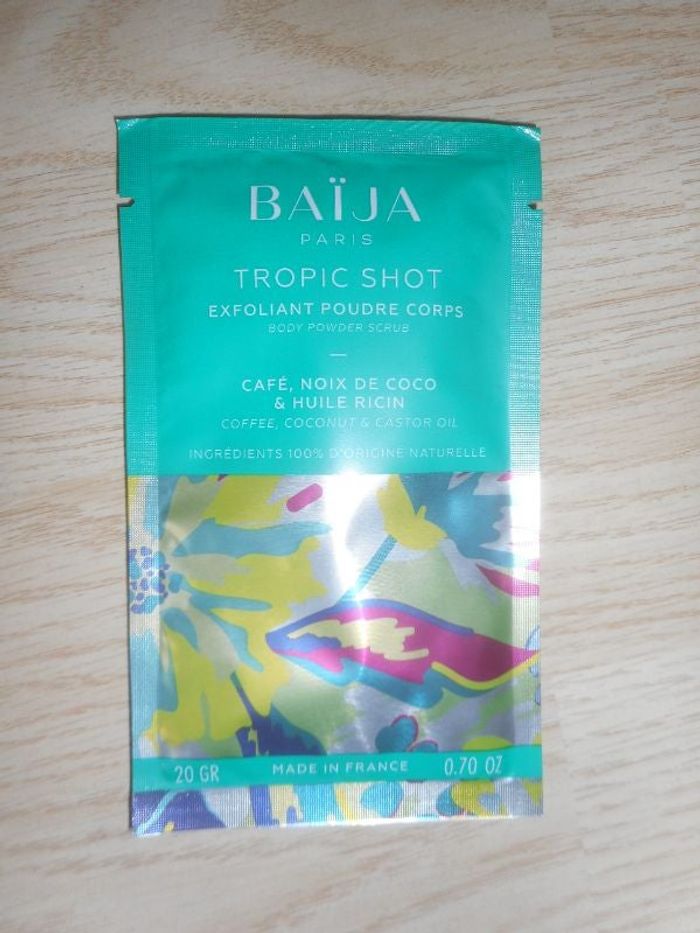 BAÏJA
PARIS
TROPIC SHOT
EXFOLIANT POUDRE CORPS
BODY POWDER SCRUB
—
CAFÉ, NOIX DE COCO
& HUILE RICIN
COFFEE, COCONUT & CASTOR OIL
INGRÉDIENTS 100% D'ORIGINE NATURELLE
20 GR MADE IN FRANCE 0.70 OZ